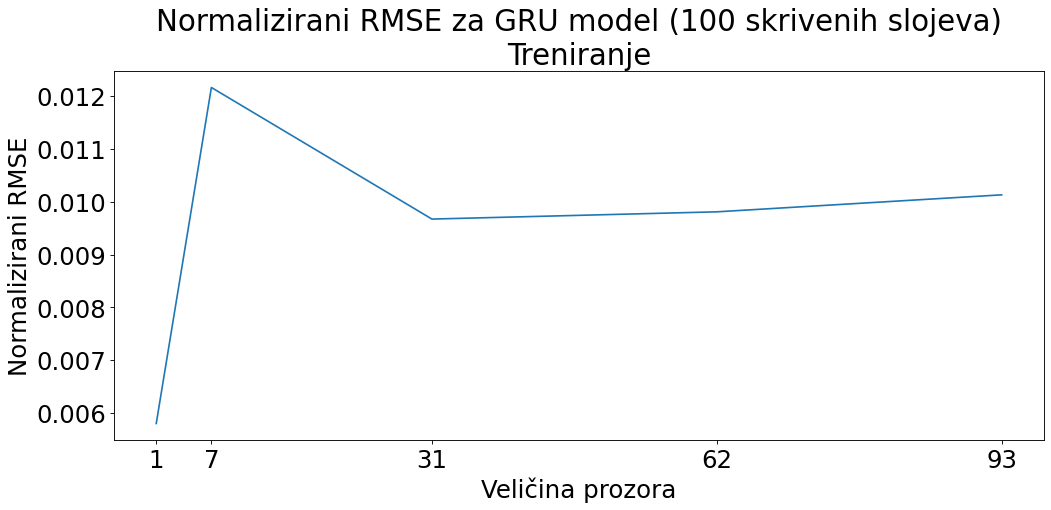 Normalizirani RMSE za GRU model (100 skrivenih slojeva)
Treniranje
Normalizirani RMSE
0.012
0.011
0.010
0.009
0.008
0.007
0.006
1 7 31 62 93
Veličina prozora